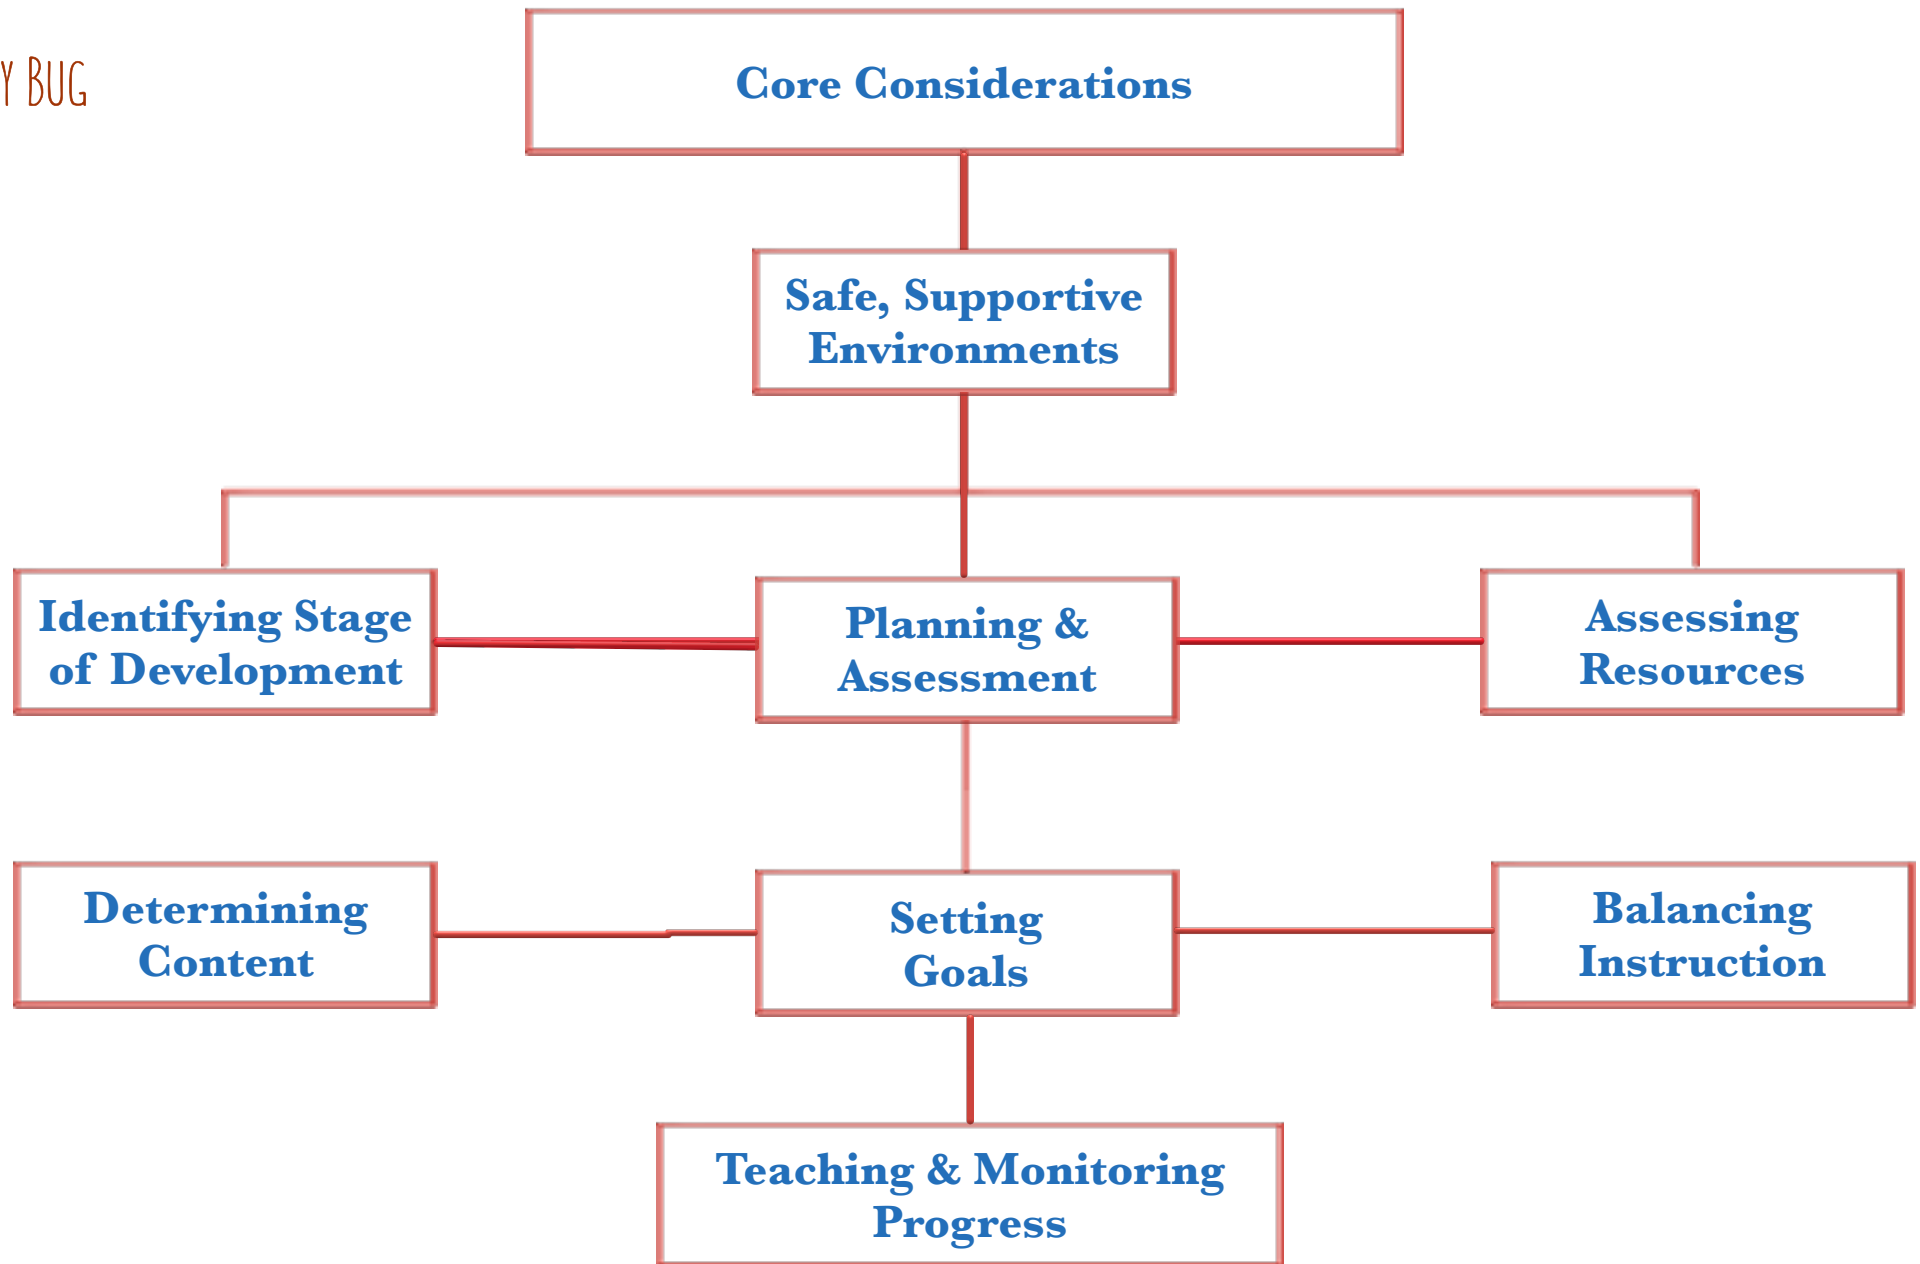 Y BUG
Core Considerations
Safe, Supportive
Environments
Identifying Stage
of Development
Planning &
Assessment
Assessing
Resources
Determining
Content
Setting
Goals
Balancing
Instruction
Teaching & Monitoring
Progress